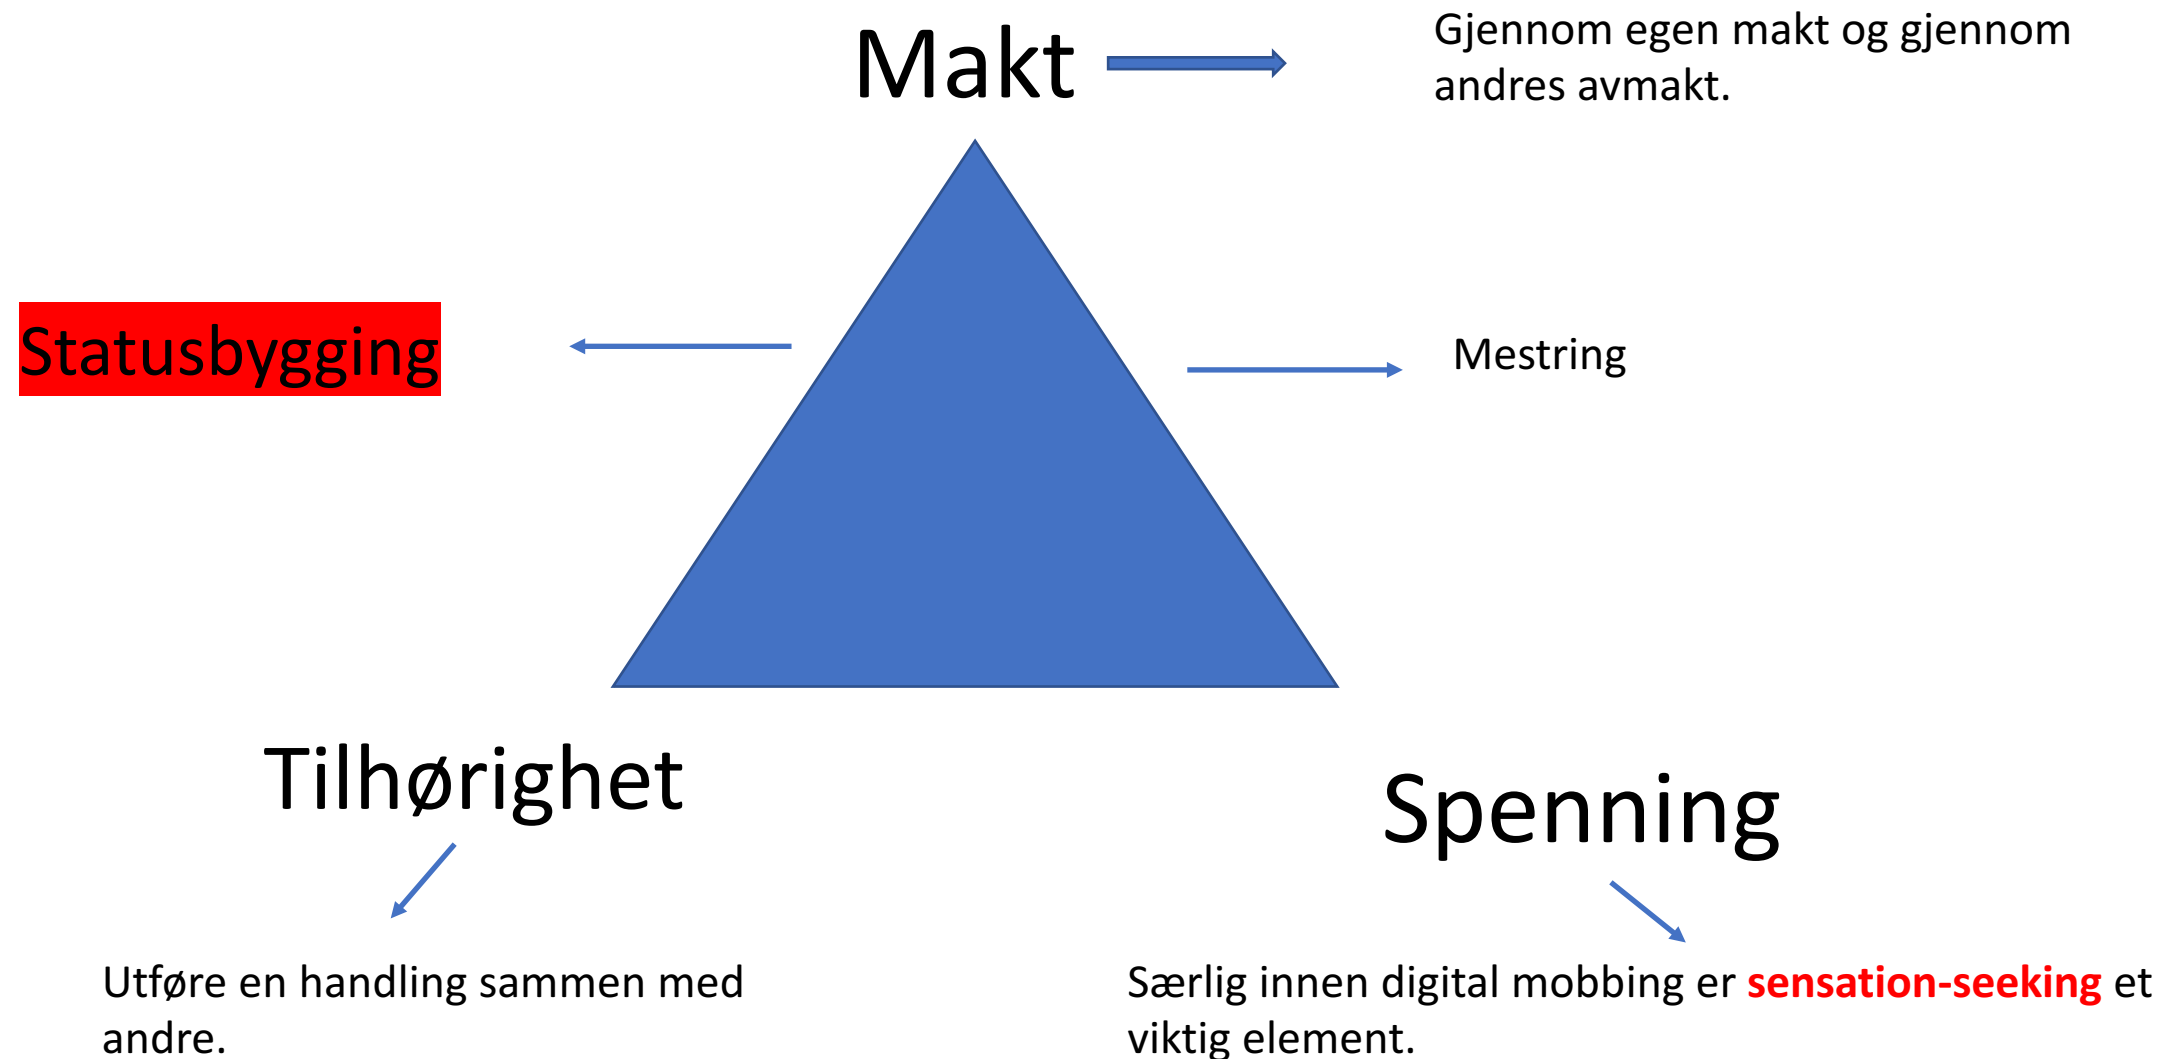 Makt
Gjennom egen makt og gjennom
andres avmakt.
Statusbygging
Mestring
Tilhørighet
Spenning
Utføre en handling sammen med
andre.
Særlig innen digital mobbing er sensation-seeking et
viktig element.